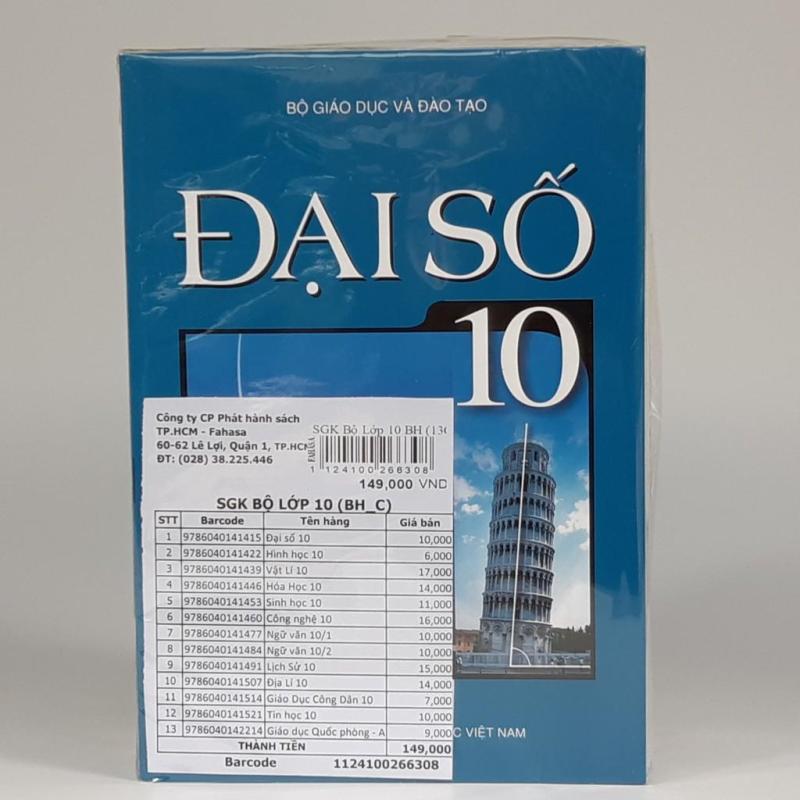 BỘ GIÁO DỤC VÀ ĐÀO TẠO
ĐẠI SỐ
10
Công ty CP Phát hành sách
TP.HCM - Fahasa
60-62 Lê Lợi, Quận 1, TP.HCM
ĐT: (028) 38.225.446
SGK Bộ Lớp 10 BH (13
FAHASA
1 124100 266308
149,000 VND
SGK BỘ LỚP 10 (BH_C)
STT Barcode Tên hàng Giá bán
1 9786040141415 Đại số 10 10,000
2 9786040141422 Hình học 10 6,000
3 9786040141439 Vật Lí 10 17,000
4 9786040141446 Hóa Học 10 14,000
5 9786040141453 Sinh học 10 11,000
6 9786040141460 Công nghệ 10 16,000
7 9786040141477 Ngữ văn 10/1 10,000
8 9786040141484 Ngữ văn 10/2 10,000
9 9786040141491 Lịch Sử 10 15,000
10 9786040141507 Địa Lí 10 14,000
11 9786040141514 Giáo Dục Công Dân 10 7,000
12 9786040141521 Tin học 10 10,000
13 9786040142214 Giáo dục Quốc phòng - A 9,000
THÀNH TIỀN 149,000
Barcode 1124100266308
C VIỆT NAM